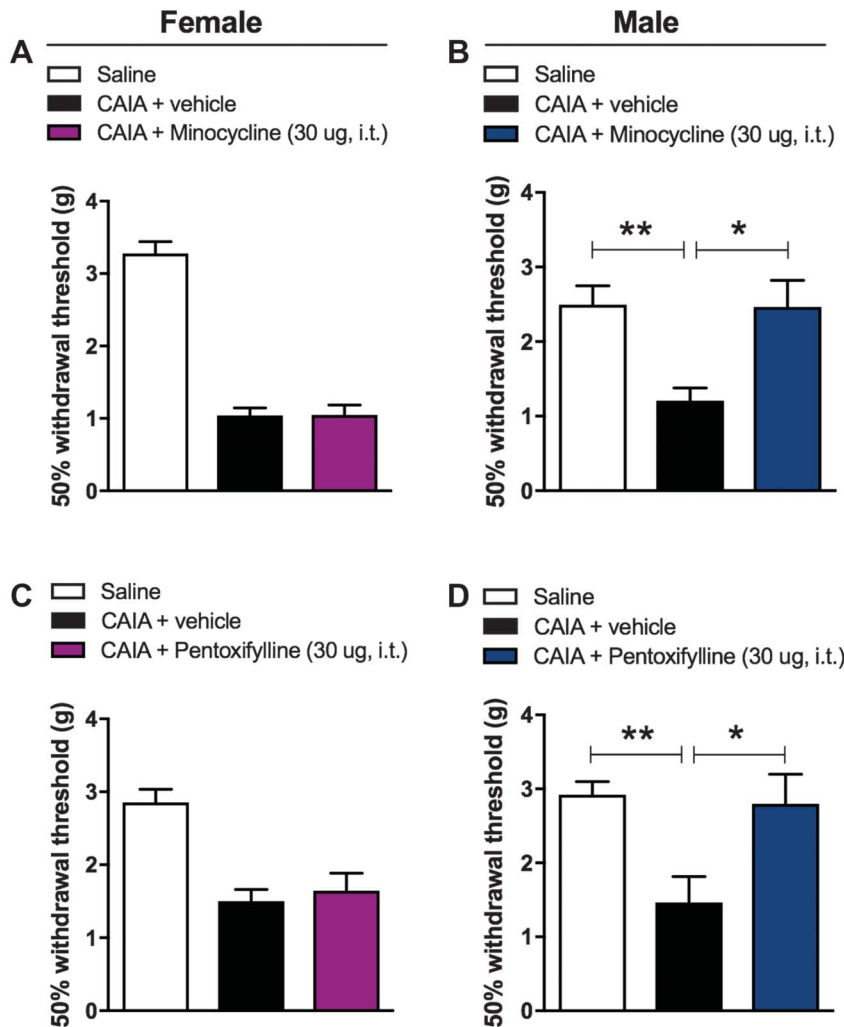 Female
A
Saline
CAIA + vehicle
CAIA + Minocycline (30 ug, i.t.)
50% withdrawal threshold (g)
4
3
2
1
0
Male
B
Saline
CAIA + vehicle
CAIA + Minocycline (30 ug, i.t.)
50% withdrawal threshold (g)
4
3
2
1
0
**
*
C
Saline
CAIA + vehicle
CAIA + Pentoxifylline (30 ug, i.t.)
50% withdrawal threshold (g)
4
3
2
1
0
D
Saline
CAIA + vehicle
CAIA + Pentoxifylline (30 ug, i.t.)
50% withdrawal threshold (g)
4
3
2
1
0
**
*